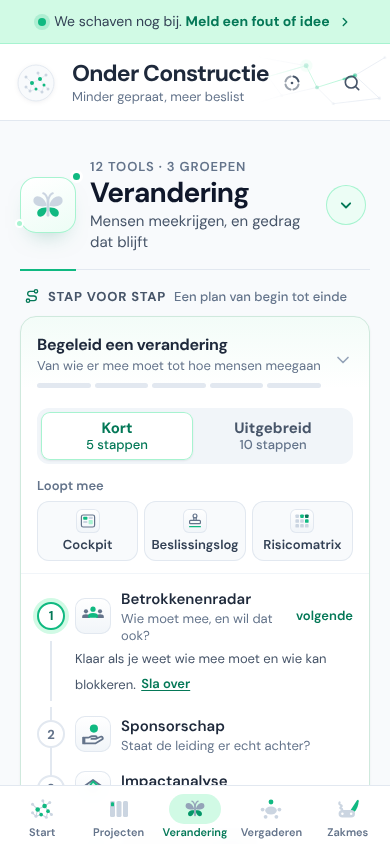 We schaven nog bij. Meld een fout of idee
Onder Constructie
Minder gepraat, meer beslist
12 TOOLS · 3 GROEPEN
Verandering
Mensen meekrijgen, en gedrag
dat blijft
STAP VOOR STAP Een plan van begin tot einde
Begeleid een verandering
Van wie er mee moet tot hoe mensen meegaan
Kort
5 stappen
Uitgebreid
10 stappen
Loopt mee
Cockpit
Beslissingslog
Risicomatrix
1
Betrokkenenradar
Wie moet mee, en wil dat
ook?
volgende
Klaar als je weet wie mee moet en wie kan
blokkeren. Sla over
2
Sponsorschap
Staat de leiding er echt achter?
Impactanalyse
Start
Projecten
Verandering
Vergaderen
Zakmes